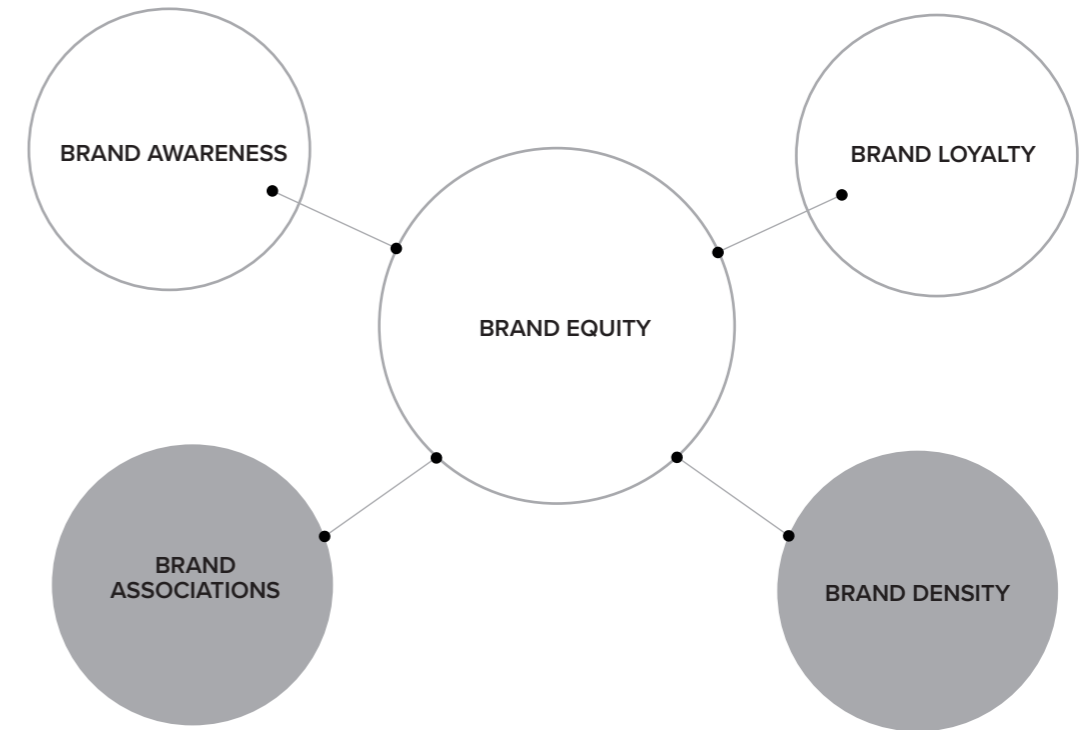 BRAND AWARENESS
BRAND LOYALTY
BRAND EQUITY
BRAND
ASSOCIATIONS
BRAND DENSITY